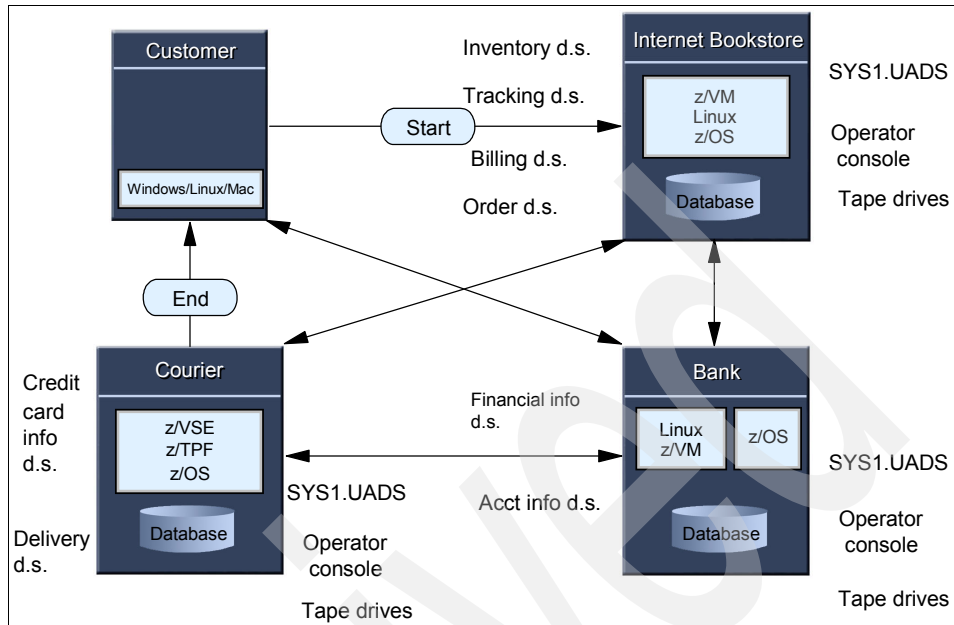 Customer
Windows/Linux/Mac
Start
Inventory d.s.
Tracking d.s.
Billing d.s.
Order d.s.
Internet Bookstore
z/VM
Linux
z/OS
Database
SYS1.UADS
Operator
console
Tape drives
End
Courier
z/VSE
z/TPF
z/OS
Database
Credit
card
info
d.s.
Delivery
d.s.
SYS1.UADS
Operator
console
Tape drives
Financial info
d.s.
Acct info d.s.
Bank
Linux
z/VM
z/OS
Database
SYS1.UADS
Operator
console
Tape drives